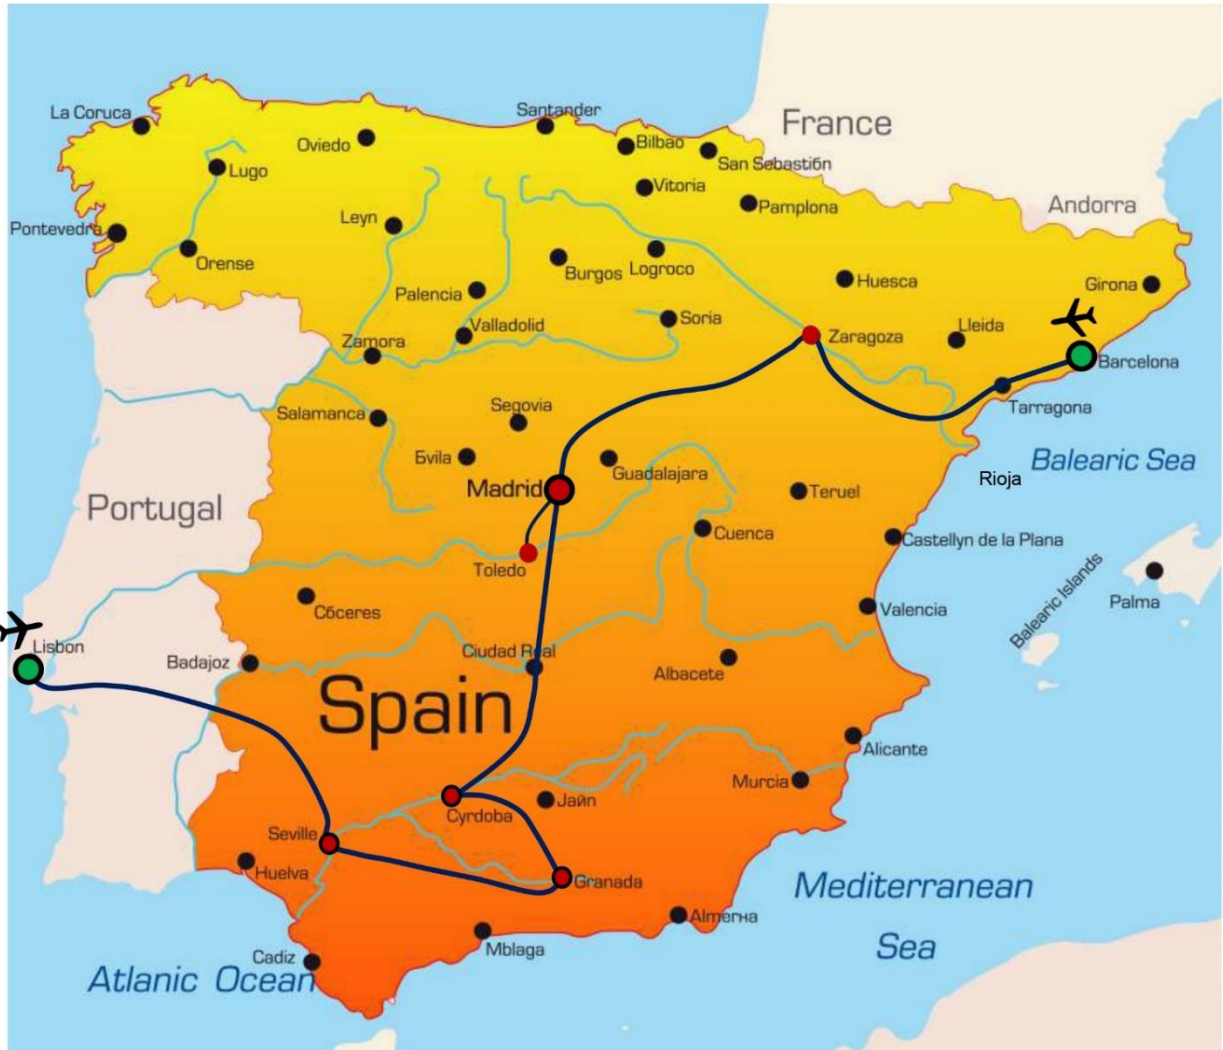 La Coruca
Oviedo
Santander
Bilbao
San Sebastiбn
France
Lugo
Vitoria
Pamplona
Andorra
Pontevedra
Leyn
Orense
Burgos
Logroco
Huesca
Girona
Palencia
Valladolid
Soria
Zamora
Zaragoza
Lleida
Barcelona
Salamanca
Segovia
Tarragona
Бvila
Guadalajara
Balearic Sea
Madrid
Rioja
Teruel
Portugal
Cuenca
Castellyn de la Plana
Toledo
Cбceres
Valencia
Balearic Islands
Palma
Lisbon
Badajoz
Ciudad Real
Albacete
Spain
Alicante
Murcia
Jaйn
Cyrdoba
Seville
Huelva
Granada
Mediterranean
Sea
Almerнa
Mбlaga
Cadiz
Atlanic Ocean